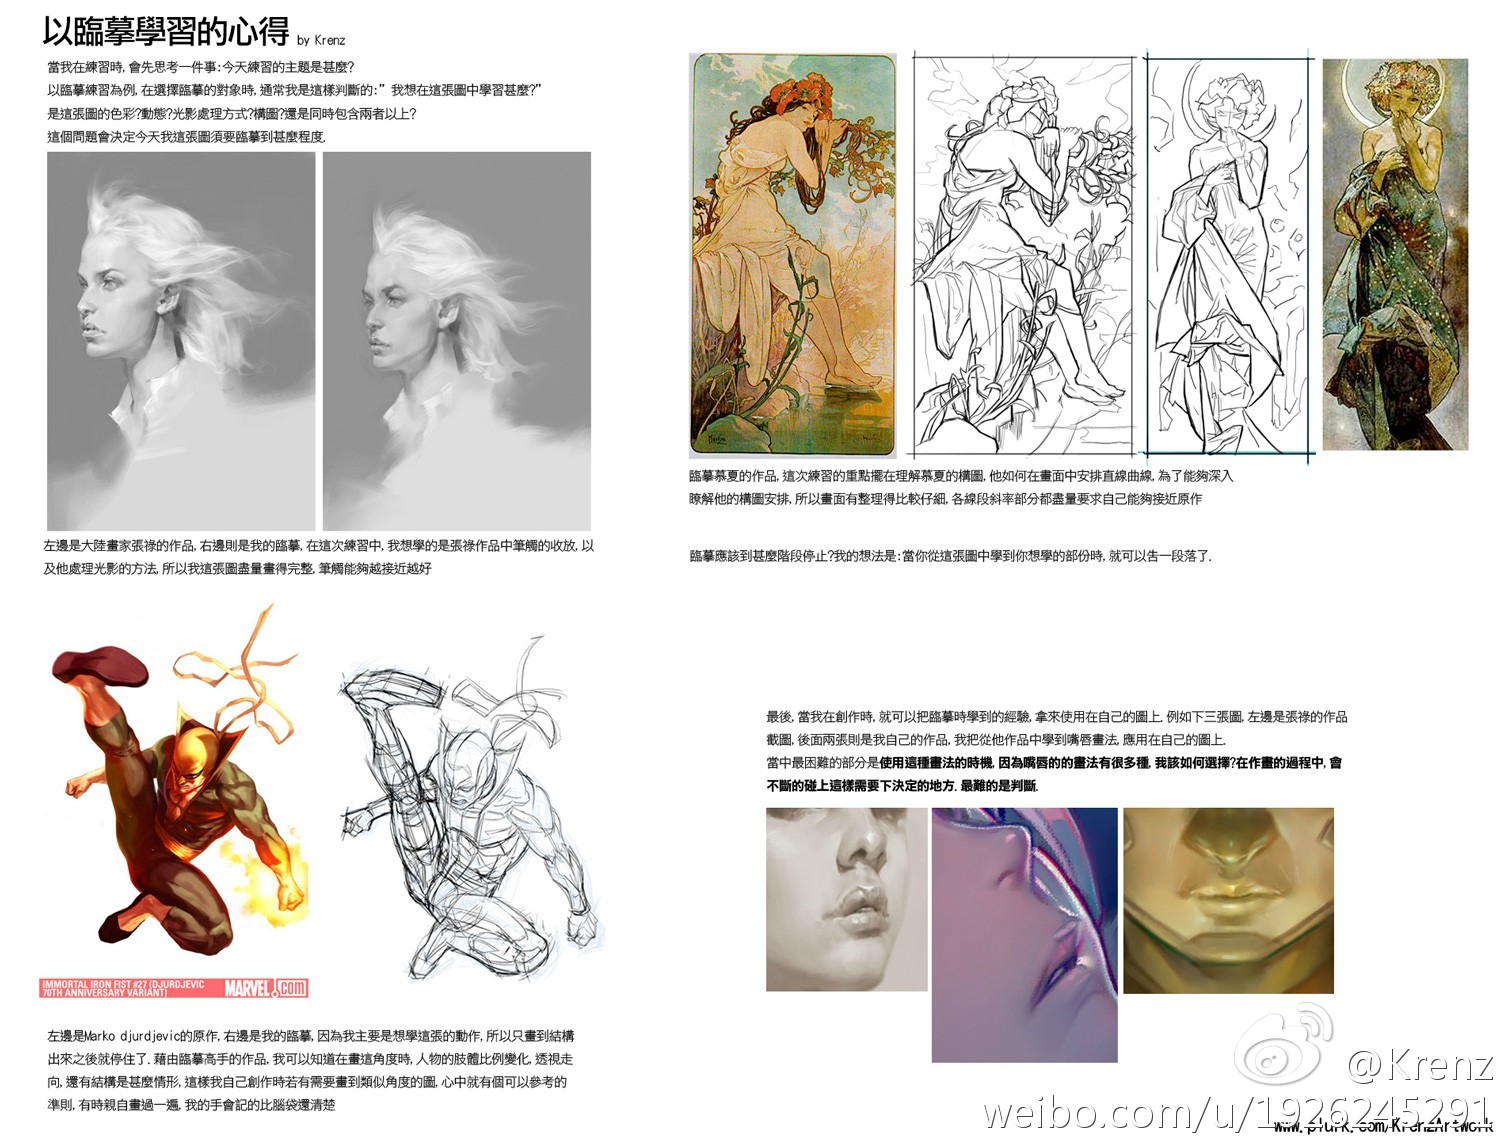 以臨摹學習的心得 by Krenz
當我在練習時, 會先思考一件事:今天練習的主題是甚麼?
以臨摹練習為例, 在選擇臨摹的對象時, 通常我是這樣判斷的:”我想在這張圖中學習甚麼?”
是這張圖的色彩?動態?光影處理方式?構圖?還是同時包含兩者以上?
這個問題會決定今天我這張圖須要臨摹到甚麼程度.
左邊是大陸畫家張祿的作品, 右邊則是我的臨摹, 在這次練習中, 我想學的是張祿作品中筆觸的收放, 以
及他處理光影的方法, 所以我這張圖盡量畫得完整, 筆觸能夠越接近越好
IMMORTAL IRON FIST #27 (DJURDJEVIC
70TH ANNIVERSARY VARIANT)
MARVEL.com
左邊是Marko djurdjevic的原作, 右邊是我的臨摹, 因為我主要是想學這張的動作, 所以只畫到結構
出來之後就停住了. 藉由臨摹高手的作品, 我可以知道在畫這角度時, 人物的肢體比例變化, 透視走
向, 還有結構是甚麼情形, 這樣我自己創作時若有需要畫到類似角度的圖, 心中就有個可以參考的
準則, 有時親自畫過一遍, 我的手會記的比腦袋還清楚
Mucha
臨摹慕夏的作品, 這次練習的重點擺在理解慕夏的構圖, 他如何在畫面中安排直線曲線, 為了能夠深入
瞭解他的構圖安排, 所以畫面有整理得比較仔細, 各線段斜率部分都盡量要求自己能夠接近原作
臨摹應該到甚麼階段停止?我的想法是:當你從這張圖中學到你想學的部份時, 就可以告一段落了.
最後, 當我在創作時, 就可以把臨摹時學到的經驗, 拿來使用在自己的圖上. 例如下三張圖, 左邊是張祿的作品
截圖, 後面兩張則是我自己的作品, 我把從他作品中學到嘴唇畫法, 應用在自己的圖上.
當中最困難的部分是使用這種畫法的時機, 因為嘴唇的的畫法有很多種, 我該如何選擇?在作畫的過程中, 會
不斷的碰上這樣需要下決定的地方. 最難的是判斷.
@Krenz
weibo.com/u/1926245291
www.plurk.com/KrenzArtwork